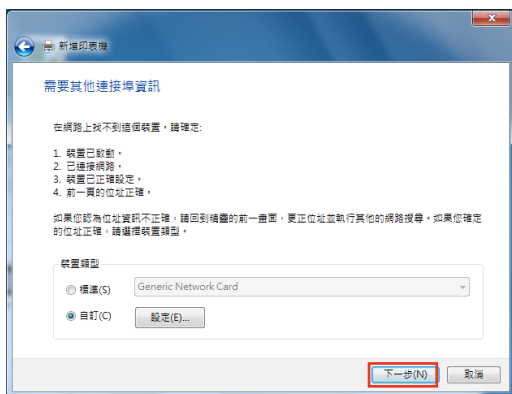 新增印表機
需要其他連接埠資訊
在網路上找不到這個裝置，請確定:
1. 裝置已啟動。
2. 已連接網路。
3. 裝置已正確設定。
4. 前一頁的位址正確。
如果您認為位址資訊不正確，請回到精靈的前一畫面，更正位址並執行其他的網路搜尋。如果您確定
的位址正確，請選擇裝置類型。
裝置類型
標準(S)
Generic Network Card
自訂(C)
設定(E)...
下一步(N)
取消